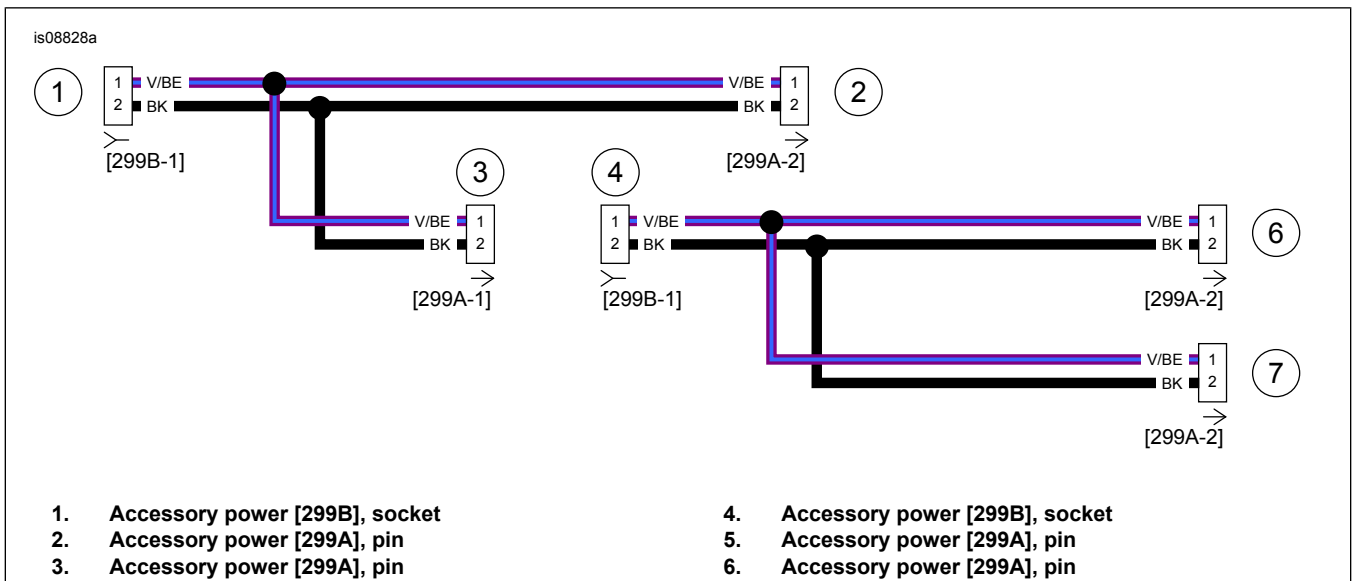 is08828a
1
1 V/BE V/BE 1
2 BK BK 2
2
[299B-1] [299A-2]
3 4
V/BE 1 1 V/BE V/BE 1
BK 2 2 BK BK 2
6
[299A-1] [299B-1] [299A-2]
V/BE 1
BK 2
7
[299A-2]
1. Accessory power [299B], socket
2. Accessory power [299A], pin
3. Accessory power [299A], pin
4. Accessory power [299B], socket
5. Accessory power [299A], pin
6. Accessory power [299A], pin